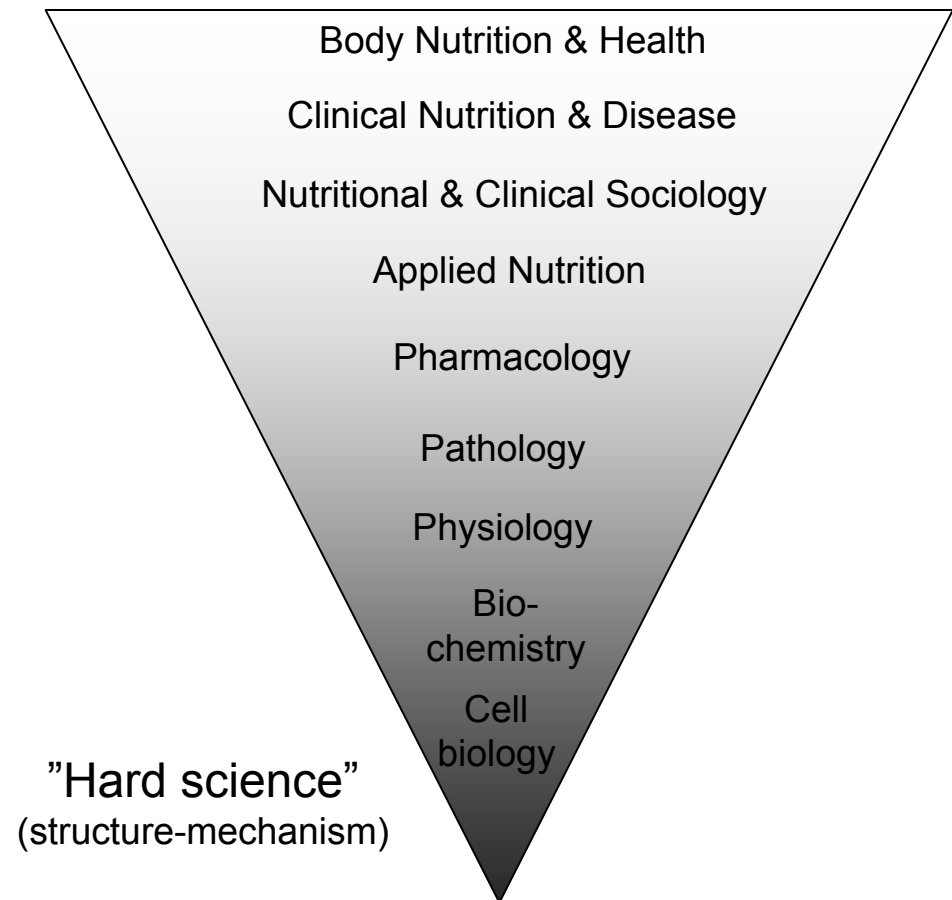 Body Nutrition & Health
Clinical Nutrition & Disease
Nutritional & Clinical Sociology
Applied Nutrition
Pharmacology
Pathology
Physiology
Bio-
chemistry
Cell
biology
”Hard science”
(structure-mechanism)